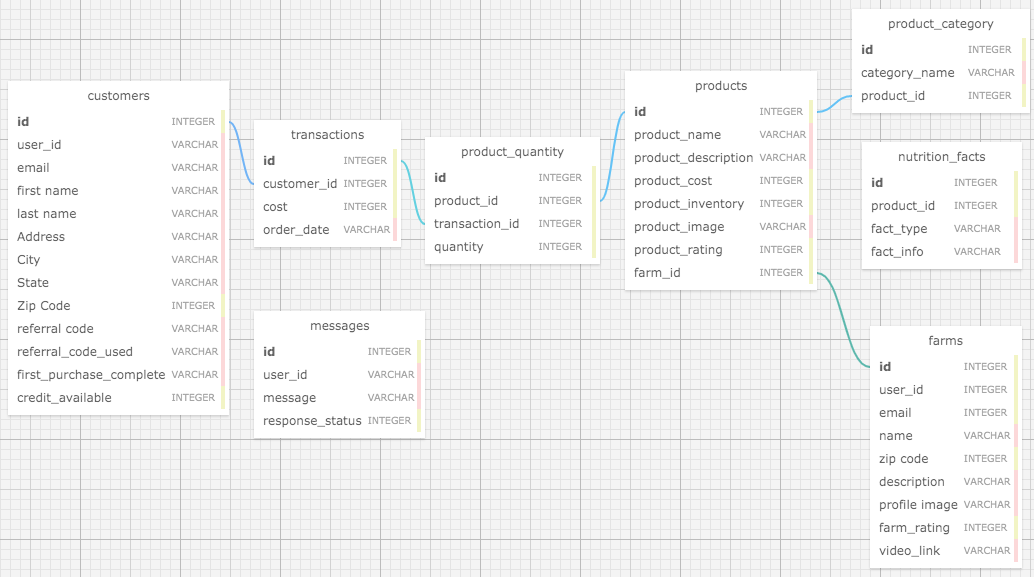 customers
id INTEGER
user_id VARCHAR
email VARCHAR
first name VARCHAR
last name VARCHAR
Address VARCHAR
City VARCHAR
State VARCHAR
Zip Code INTEGER
referral code VARCHAR
referral_code_used VARCHAR
first_purchase_complete VARCHAR
credit_available INTEGER
transactions
id INTEGER
customer_id INTEGER
cost INTEGER
order_date VARCHAR
messages
id INTEGER
user_id VARCHAR
message VARCHAR
response_status INTEGER
product_quantity
id INTEGER
product_id INTEGER
transaction_id INTEGER
quantity INTEGER
products
id INTEGER
product_name VARCHAR
product_description VARCHAR
product_cost INTEGER
product_inventory INTEGER
product_image VARCHAR
product_rating INTEGER
farm_id INTEGER
product_category
id INTEGER
category_name VARCHAR
product_id INTEGER
nutrition_facts
id INTEGER
product_id INTEGER
fact_type VARCHAR
fact_info VARCHAR
farms
id INTEGER
user_id INTEGER
email INTEGER
name VARCHAR
zip code INTEGER
description VARCHAR
profile image VARCHAR
farm_rating INTEGER
video_link VARCHAR